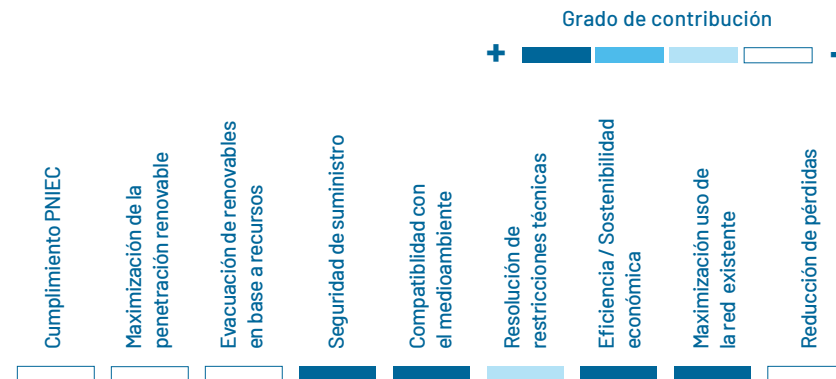 Grado de contribución
+ -
Cumplimiento PNIEC
Maximización de la
penetración renovable
Evacuación de renovables
en base a recursos
Seguridad de suministro
Compatiblidad con
el medioambiente
Resolución de
restricciones técnicas
Eficiencia / Sostenibilidad
económica
Maximización uso de
la red existente
Reducción de pérdidas